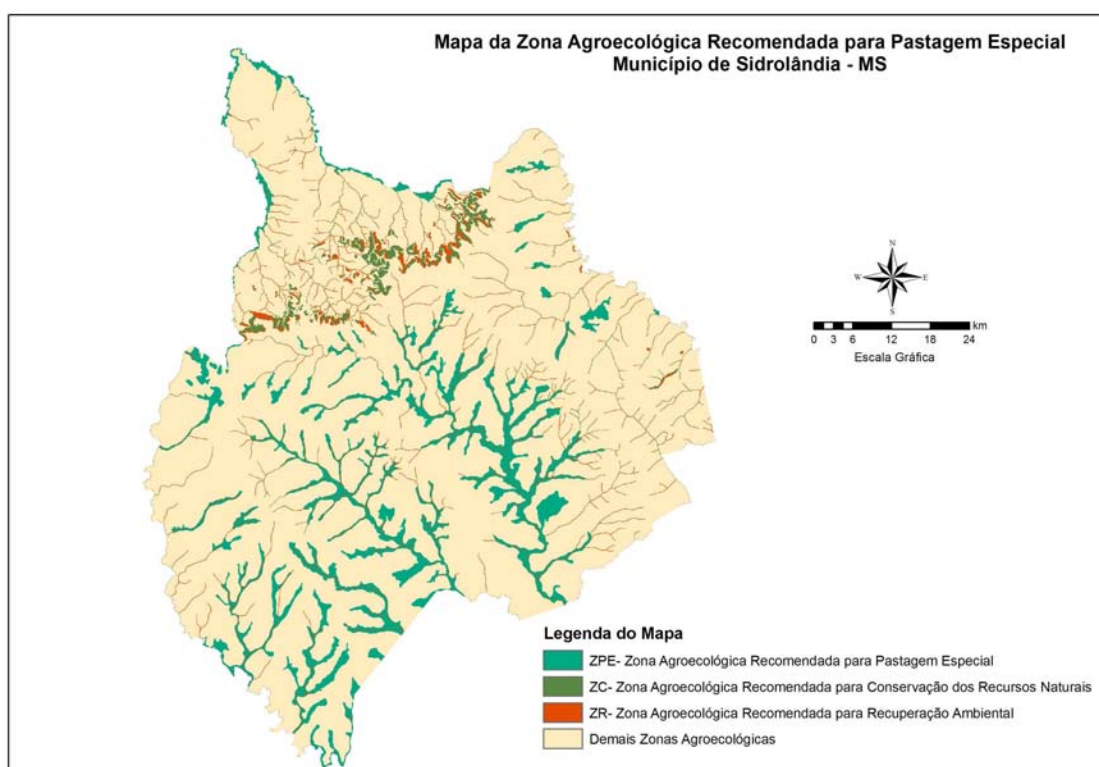 Mapa da Zona Agroecológica Recomendada para Pastagem Especial
Município de Sidrolândia - MS
N
W E
S
km
0 3 6 12 18 24
Escala Gráfica
Legenda do Mapa
ZPE- Zona Agroecológica Recomendada para Pastagem Especial
ZC- Zona Agroecológica Recomendada para Conservação dos Recursos Naturais
ZR- Zona Agroecológica Recomendada para Recuperação Ambiental
Demais Zonas Agroecológicas